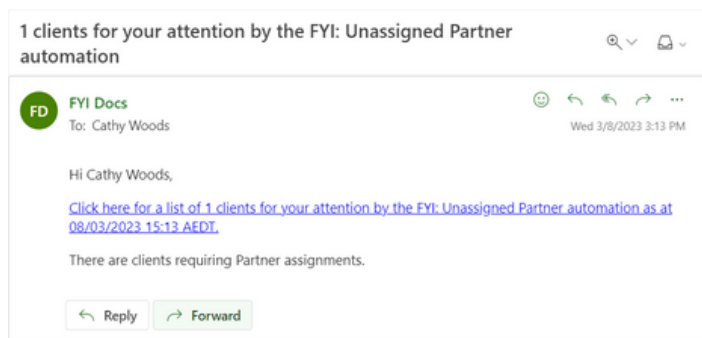 1 clients for your attention by the FYI: Unassigned Partner
automation
FD
FYI Docs
To: Cathy Woods
Wed 3/8/2023 3:13 PM
Hi Cathy Woods,
Click here for a list of 1 clients for your attention by the FYI: Unassigned Partner automation as at
08/03/2023 15:13 AEDT.
There are clients requiring Partner assignments.
Reply
Forward